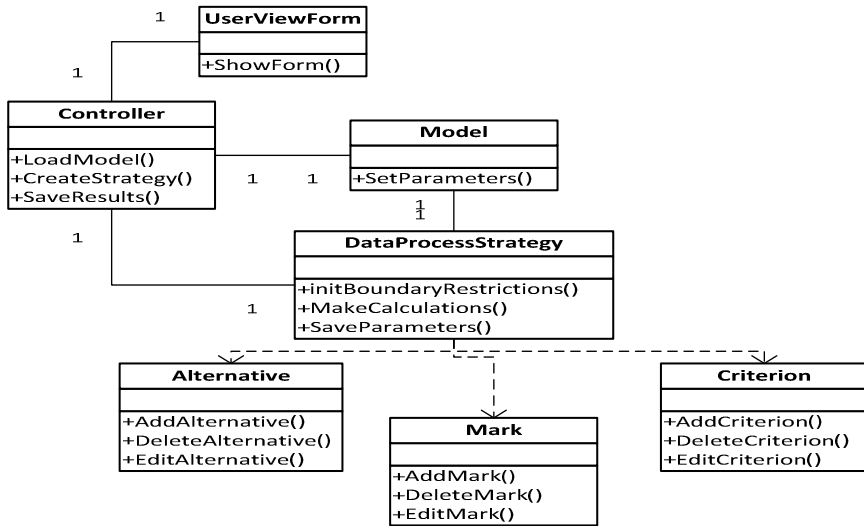 1
UserViewForm
+ShowForm()
1
Controller
+LoadModel()
+CreateStrategy()
+SaveResults()
Model
+SetParameters()
1
1
1
1
1
DataProcessStrategy
+initBoundaryRestrictions()
+MakeCalculations()
+SaveParameters()
1
Alternative
+AddAlternative()
+DeleteAlternative()
+EditAlternative()
Mark
+AddMark()
+DeleteMark()
+EditMark()
Criterion
+AddCriterion()
+DeleteCriterion()
+EditCriterion()